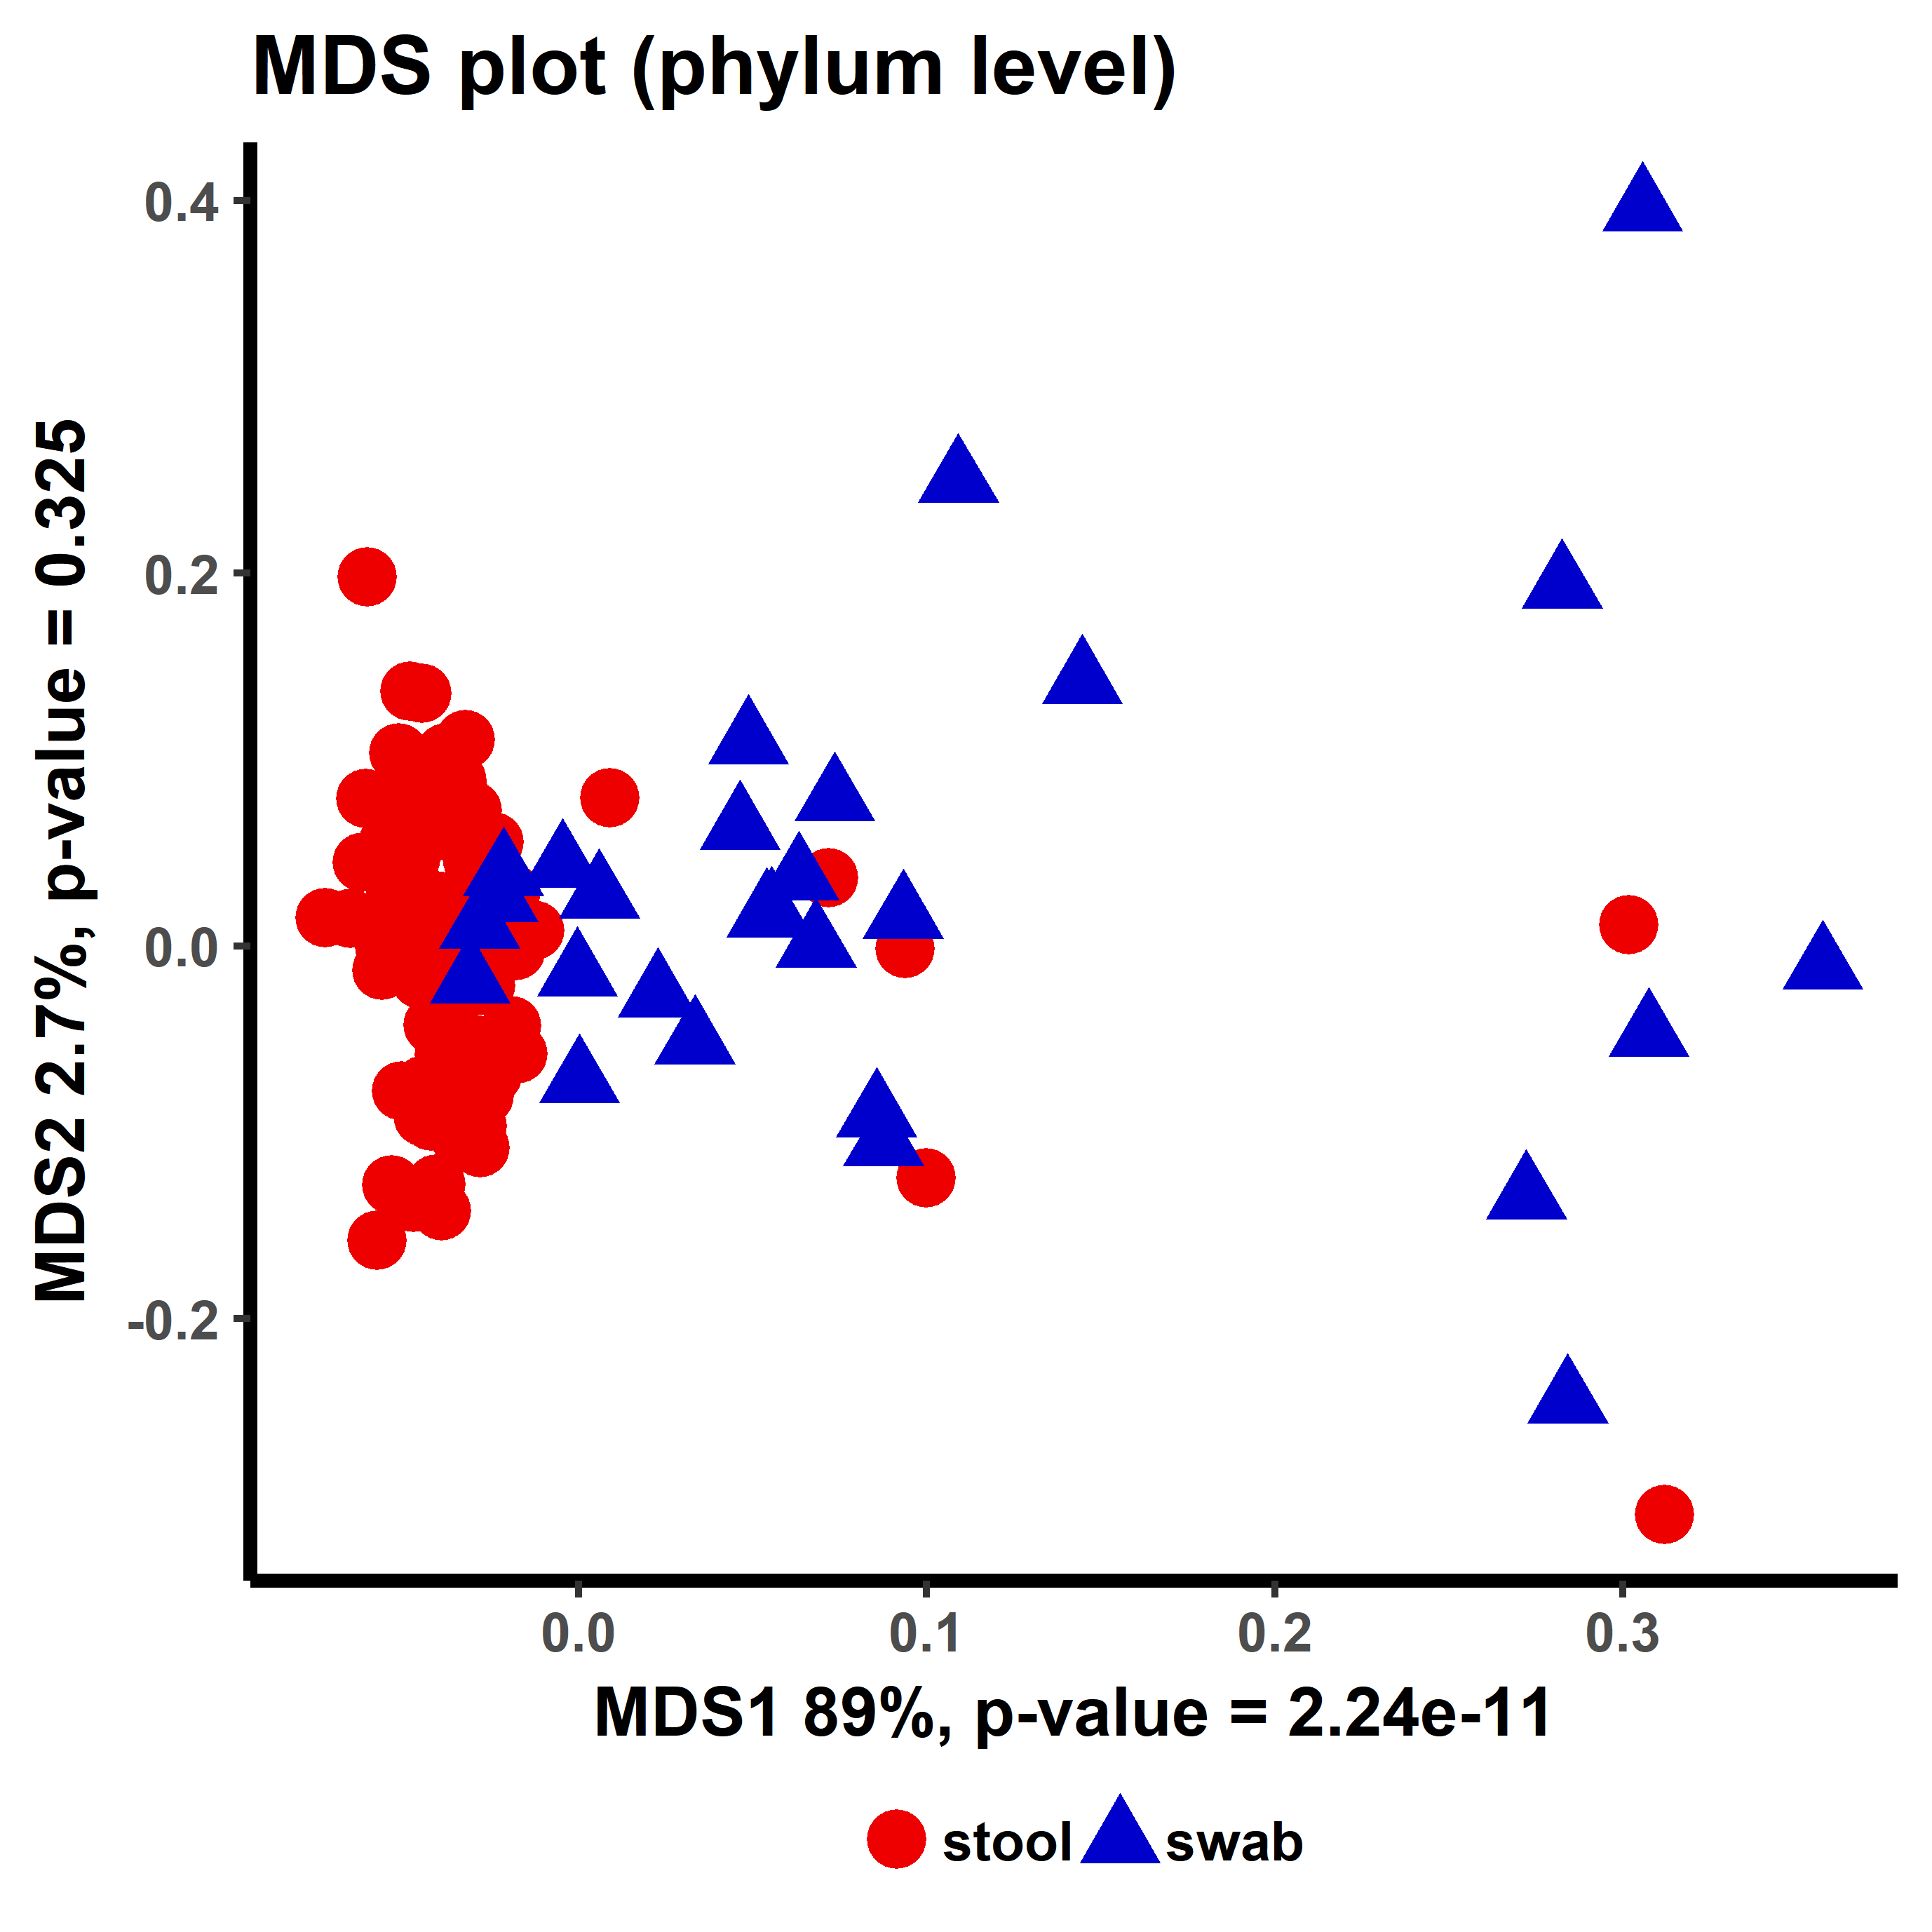 MDS plot (phylum level)
MDS2 2.7%, p-value = 0.325
0.4
0.2
0.0
-0.2
0.0 0.1 0.2 0.3
MDS1 89%, p-value = 2.24e-11
stool swab